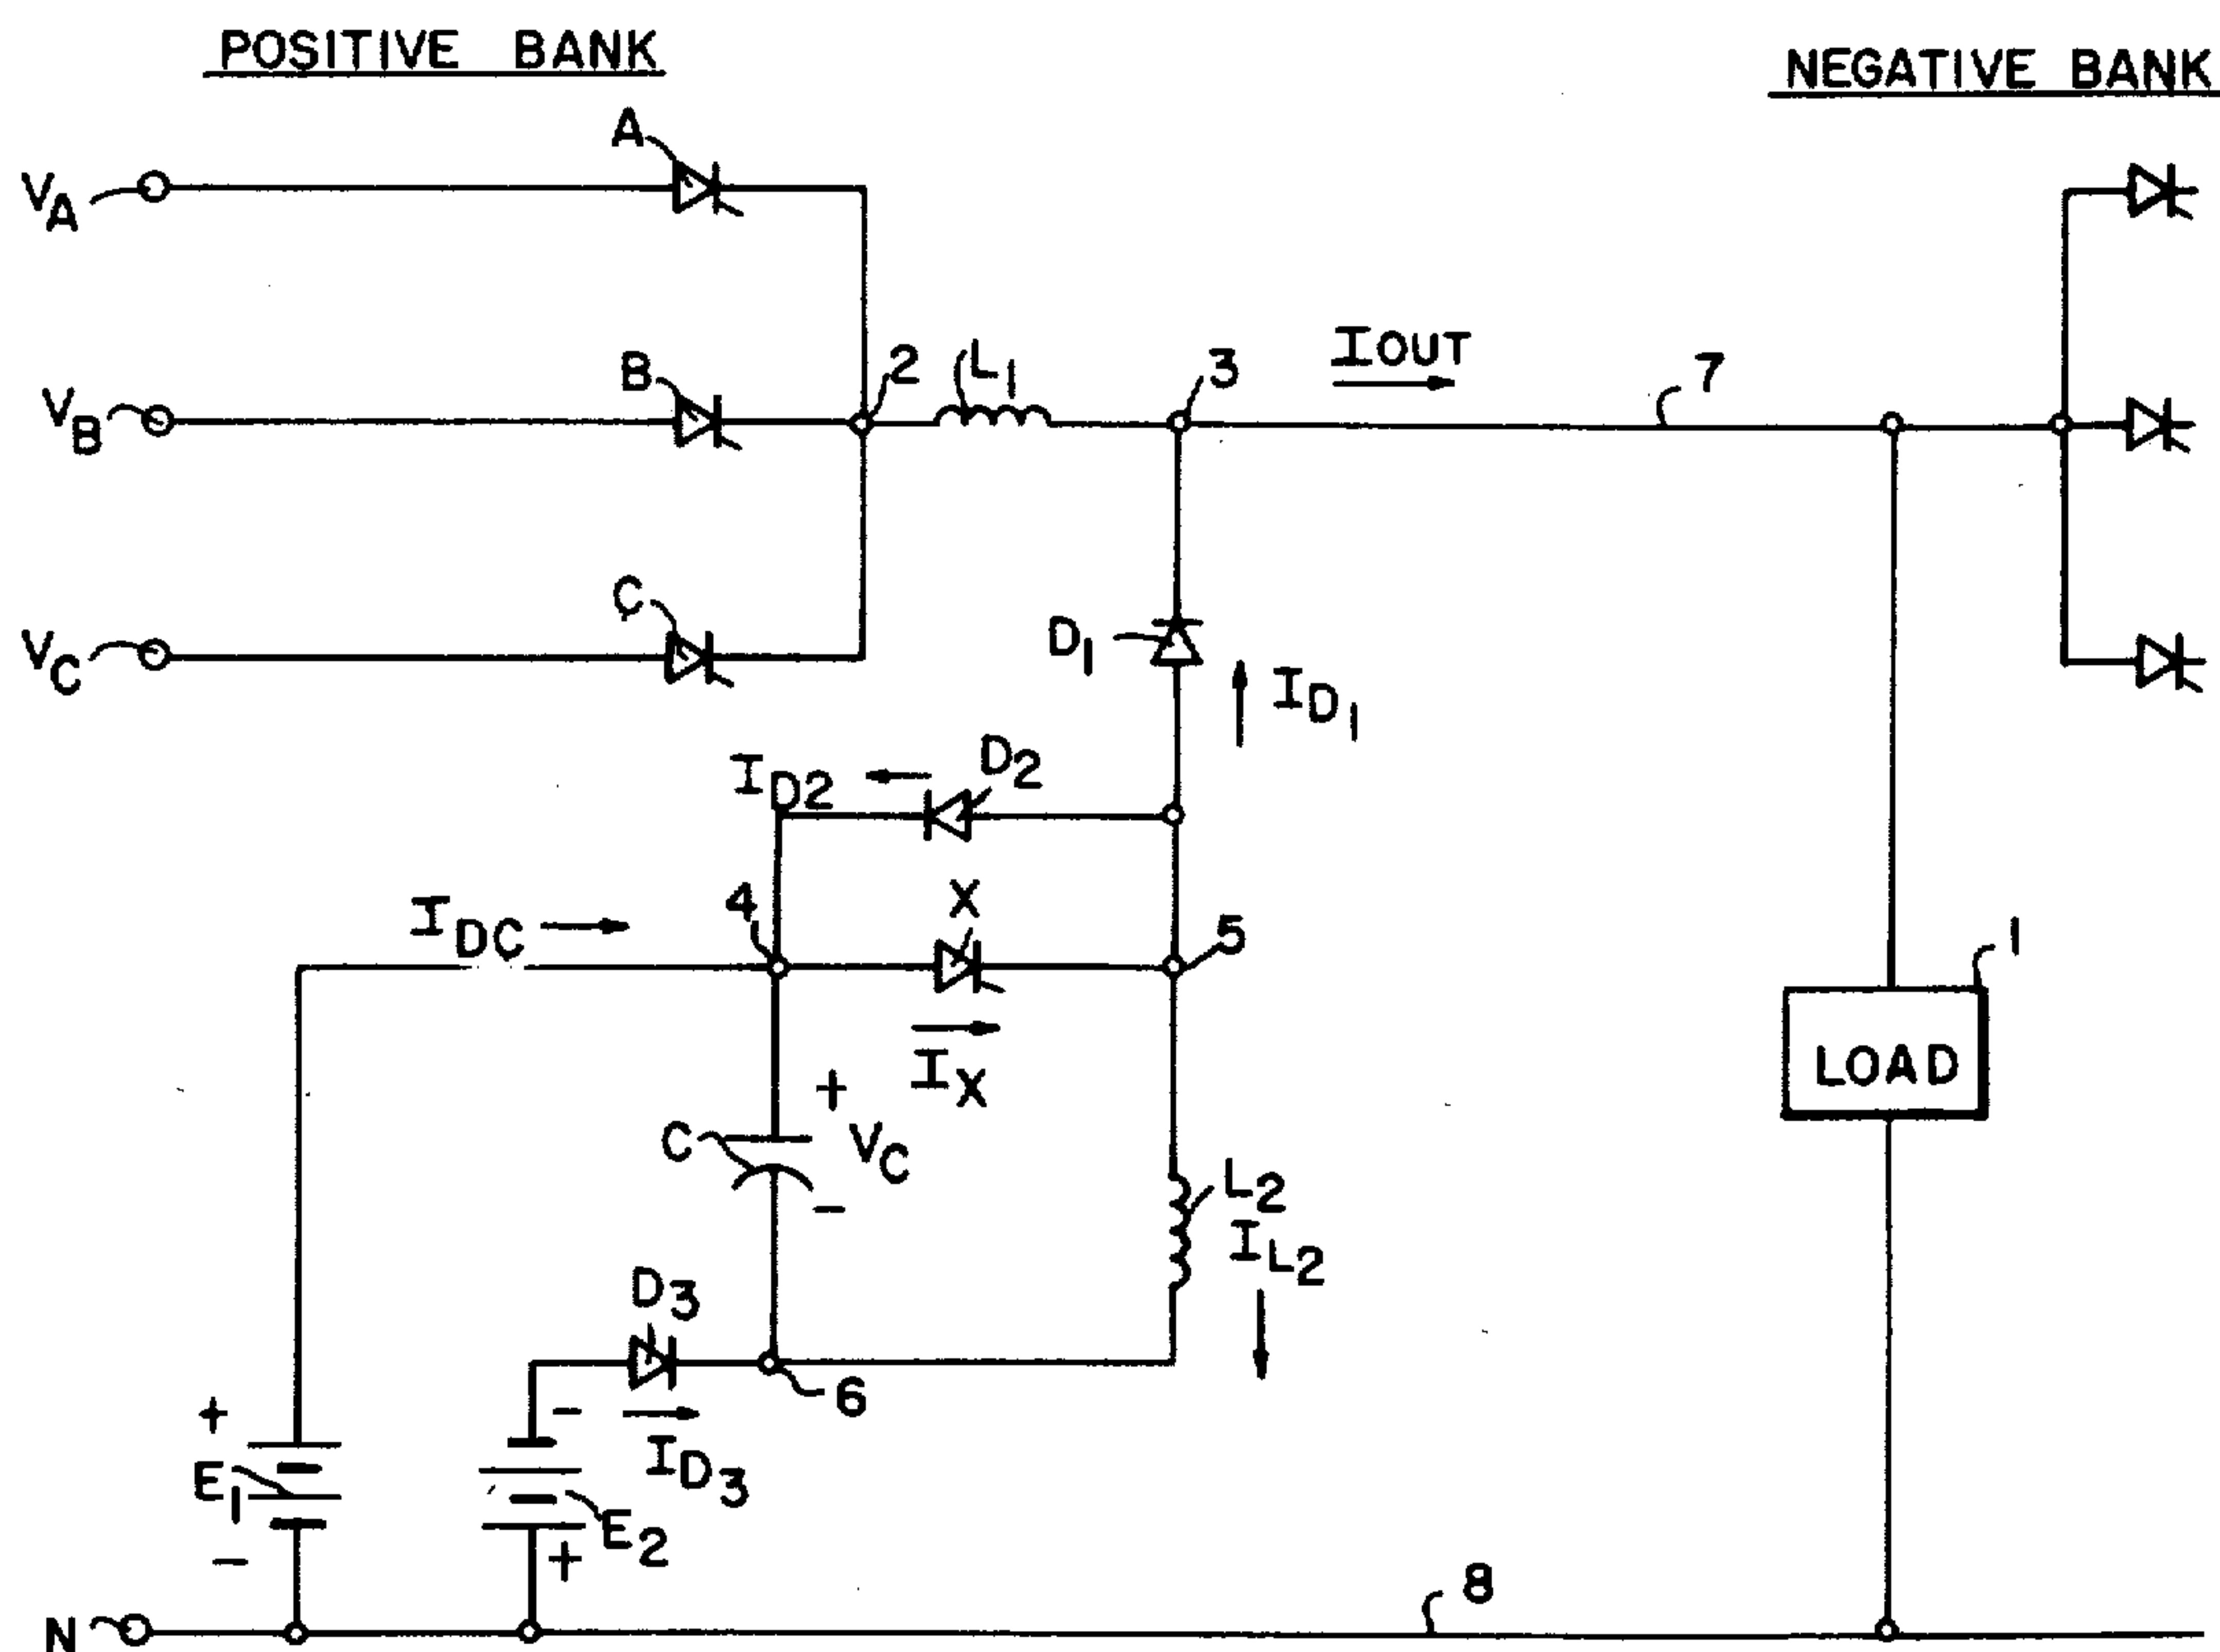 POSITIVE BANK
NEGATIVE BANK
A
VA
B
2
L1
3
IOUT
7
VB
C
VC
D1
ID1
ID2
D2
4
X
IDC
5
1
IX
LOAD
+
C
VC
-
L2
IL2
D3
6
+
-
ID3
E1
E2
-
+
8
N